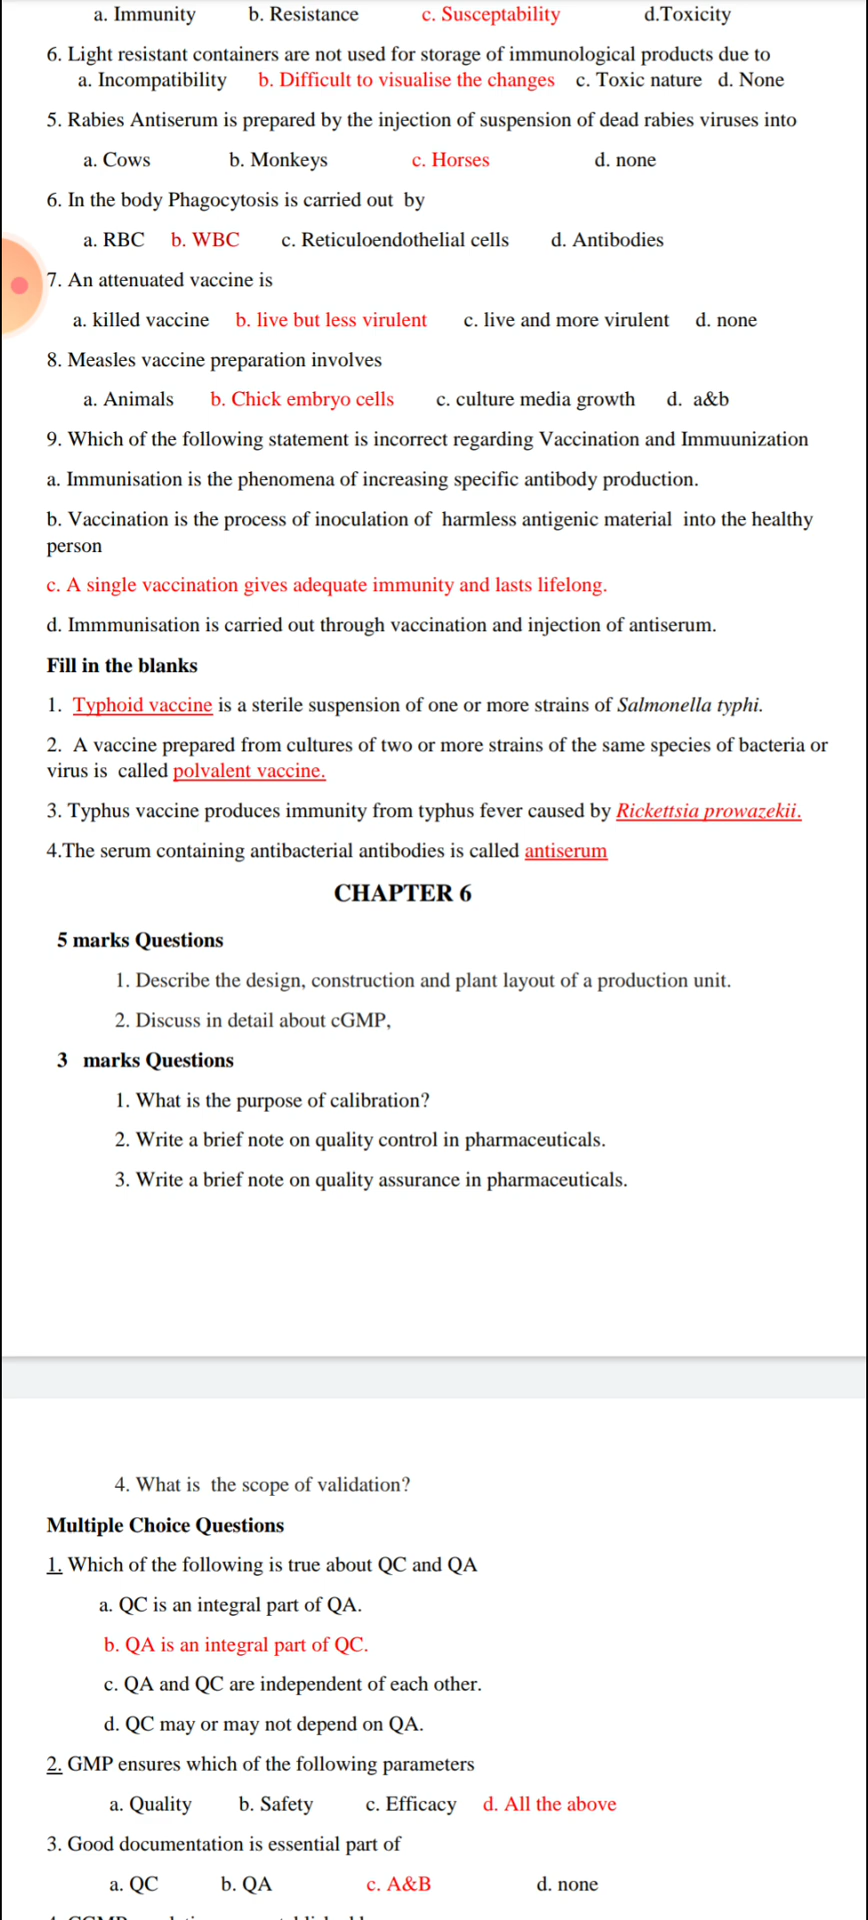 a. Immunity b. Resistance c. Susceptability d.Toxicity
6. Light resistant containers are not used for storage of immunological products due to
a. Incompatibility b. Difficult to visualise the changes c. Toxic nature d. None
5. Rabies Antiserum is prepared by the injection of suspension of dead rabies viruses into
a. Cows b. Monkeys c. Horses d. none
6. In the body Phagocytosis is carried out by
a. RBC b. WBC c. Reticuloendothelial cells d. Antibodies
7. An attenuated vaccine is
a. killed vaccine b. live but less virulent c. live and more virulent d. none
8. Measles vaccine preparation involves
a. Animals b. Chick embryo cells c. culture media growth d. a&b
9. Which of the following statement is incorrect regarding Vaccination and Immuunization
a. Immunisation is the phenomena of increasing specific antibody production.
b. Vaccination is the process of inoculation of harmless antigenic material into the healthy
person
c. A single vaccination gives adequate immunity and lasts lifelong.
d. Immmunisation is carried out through vaccination and injection of antiserum.
Fill in the blanks
1. Typhoid vaccine is a sterile suspension of one or more strains of Salmonella typhi.
2. A vaccine prepared from cultures of two or more strains of the same species of bacteria or
virus is called polvalent vaccine.
3. Typhus vaccine produces immunity from typhus fever caused by Rickettsia prowazekii.
4.The serum containing antibacterial antibodies is called antiserum
CHAPTER 6
5 marks Questions
1. Describe the design, construction and plant layout of a production unit.
2. Discuss in detail about cGMP,
3 marks Questions
1. What is the purpose of calibration?
2. Write a brief note on quality control in pharmaceuticals.
3. Write a brief note on quality assurance in pharmaceuticals.
4. What is the scope of validation?
Multiple Choice Questions
1. Which of the following is true about QC and QA
a. QC is an integral part of QA.
b. QA is an integral part of QC.
c. QA and QC are independent of each other.
d. QC may or may not depend on QA.
2. GMP ensures which of the following parameters
a. Quality b. Safety c. Efficacy d. All the above
3. Good documentation is essential part of
a. QC b. QA c. A&B d. none